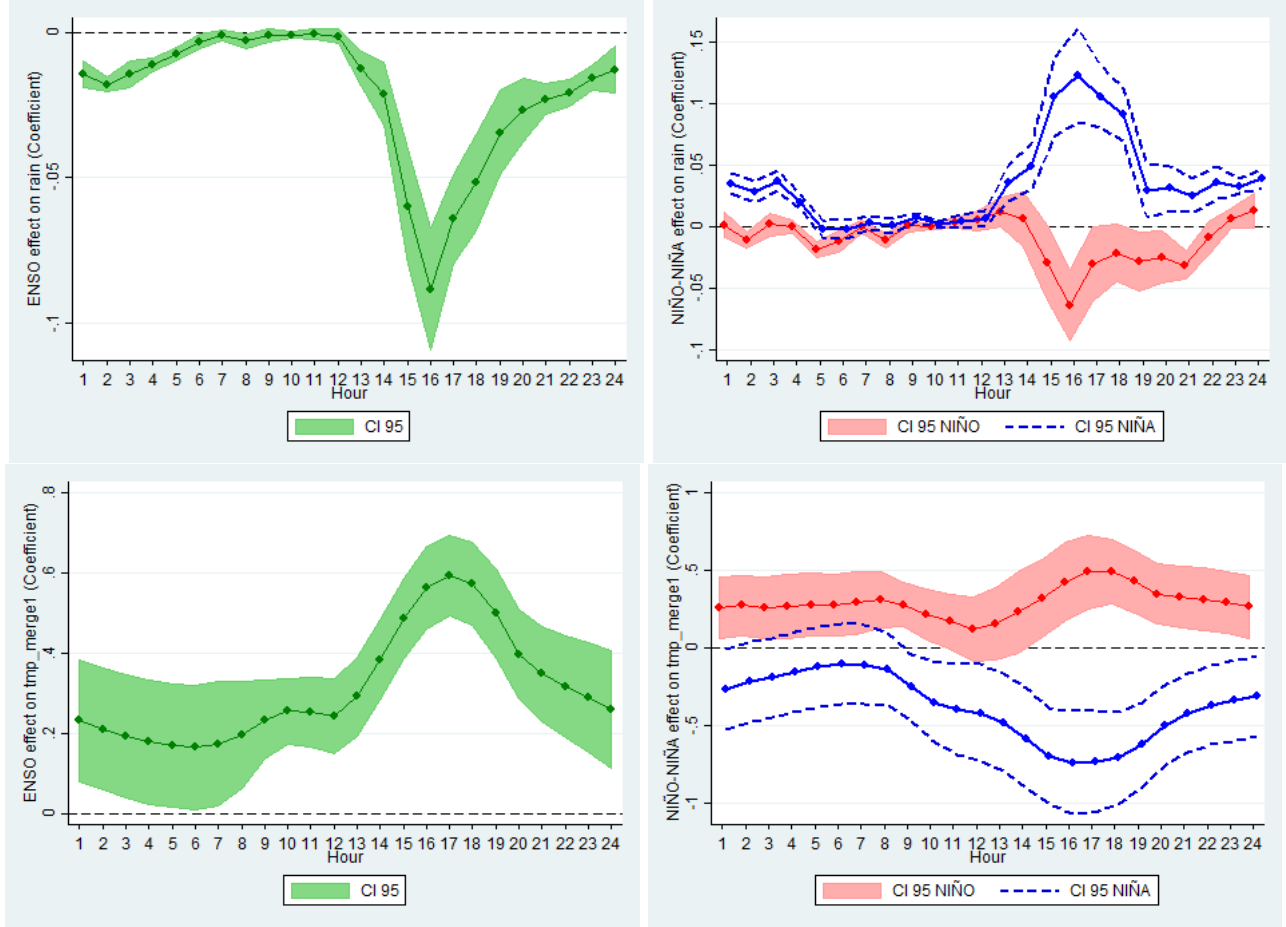 ENSO effect on rain (Coefficient)
0
-.05
-.1
1 2 3 4 5 6 7 8 9 10 11 12 13 14 15 16 17 18 19 20 21 22 23 24
Hour
CI 95
NIÑO-NIÑA effect on rain (Coefficient)
.15
.1
.05
0
-.05
-.1
1 2 3 4 5 6 7 8 9 10 11 12 13 14 15 16 17 18 19 20 21 22 23 24
Hour
CI 95 NIÑO CI 95 NIÑA
ENSO effect on tmp_merge1 (Coefficient)
.8
.6
.4
.2
0
1 2 3 4 5 6 7 8 9 10 11 12 13 14 15 16 17 18 19 20 21 22 23 24
Hour
CI 95
NIÑO-NIÑA effect on tmp_merge1 (Coefficient)
1
.5
0
-.5
-1
1 2 3 4 5 6 7 8 9 10 11 12 13 14 15 16 17 18 19 20 21 22 23 24
Hour
CI 95 NIÑO CI 95 NIÑA